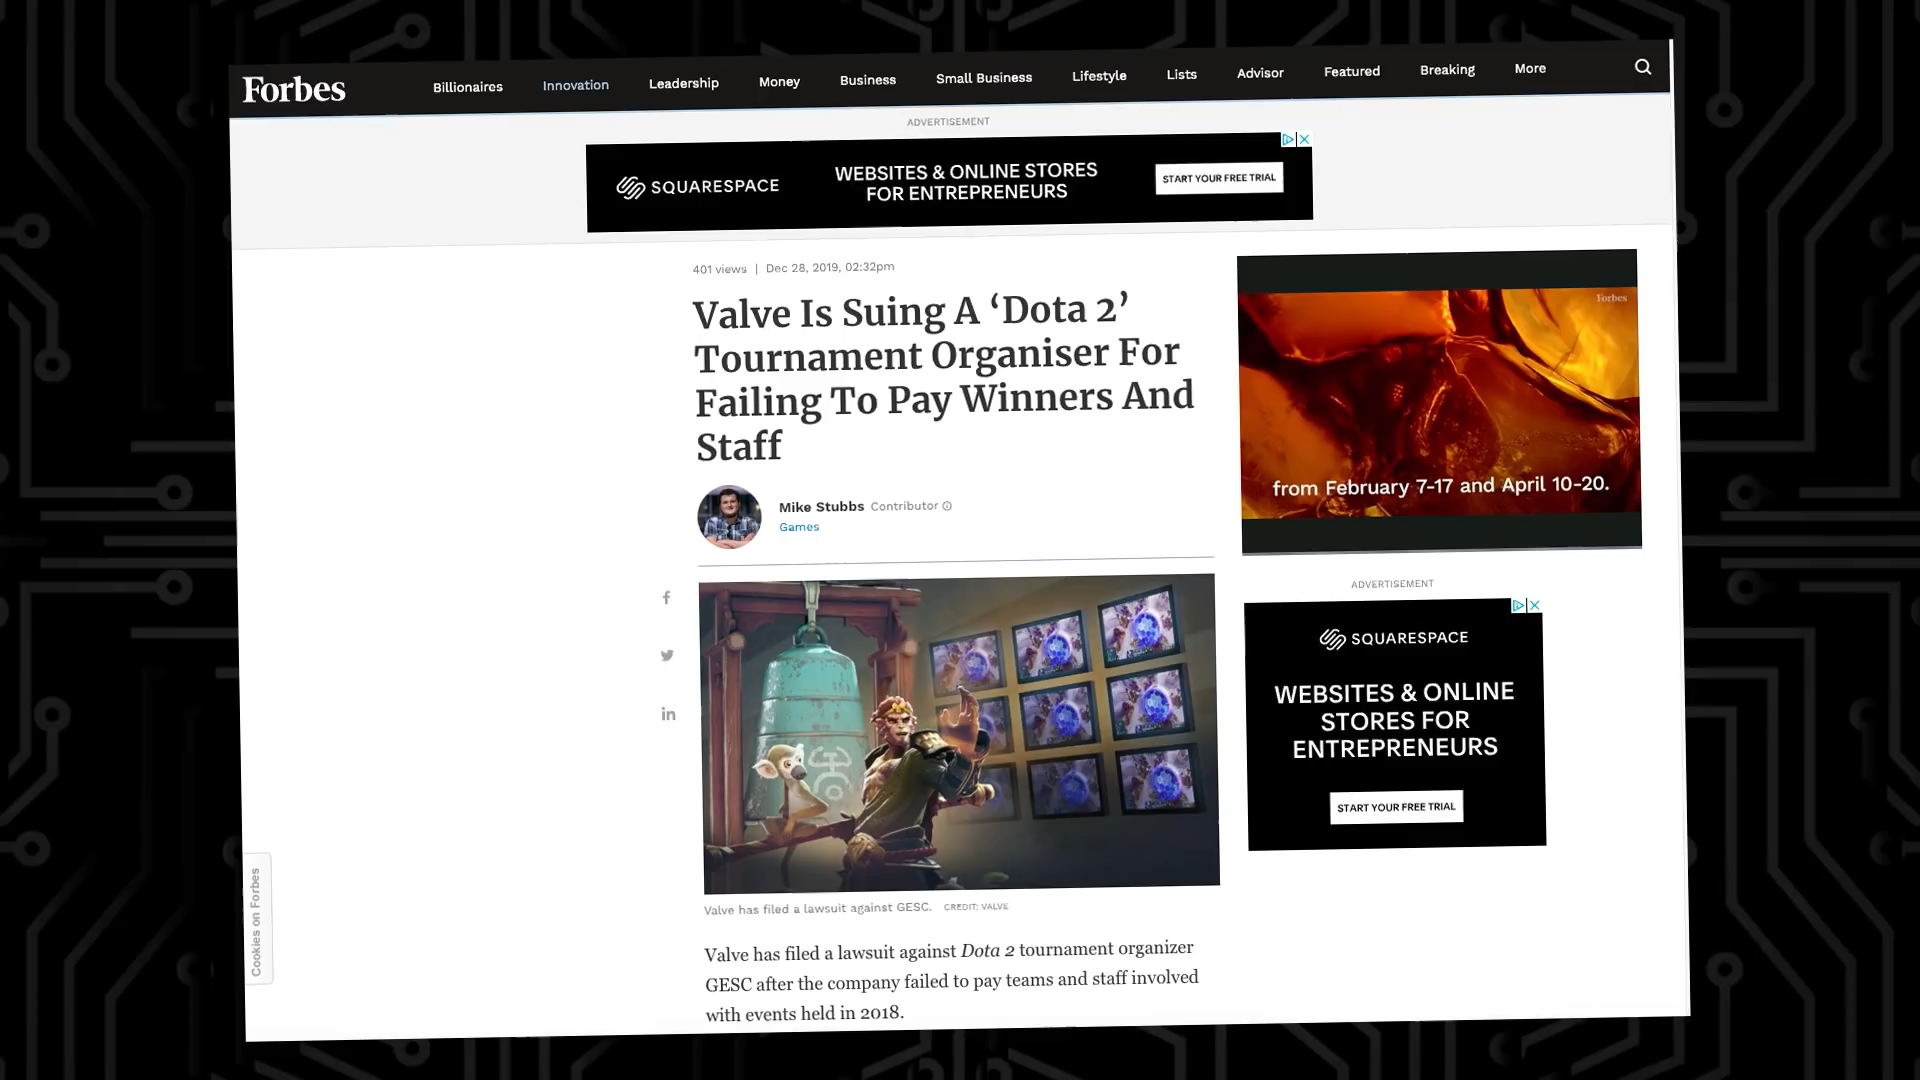 Forbes
Billionaires Innovation Leadership Money Business Small Business Lifestyle Lists Advisor Featured Breaking More
ADVERTISEMENT
SQUARESPACE
WEBSITES & ONLINE STORES
FOR ENTREPRENEURS
START YOUR FREE TRIAL
401 views | Dec 28, 2019, 02:32pm
Valve Is Suing A ‘Dota 2’
Tournament Organiser For
Failing To Pay Winners And
Staff
Mike Stubbs Contributor
Games
Valve has filed a lawsuit against GESC. CREDIT: VALVE
Valve has filed a lawsuit against Dota 2 tournament organizer
GESC after the company failed to pay teams and staff involved
with events held in 2018.
Forbes
from February 7-17 and April 10-20.
ADVERTISEMENT
SQUARESPACE
WEBSITES & ONLINE
STORES FOR
ENTREPRENEURS
START YOUR FREE TRIAL
Cookies on Forbes